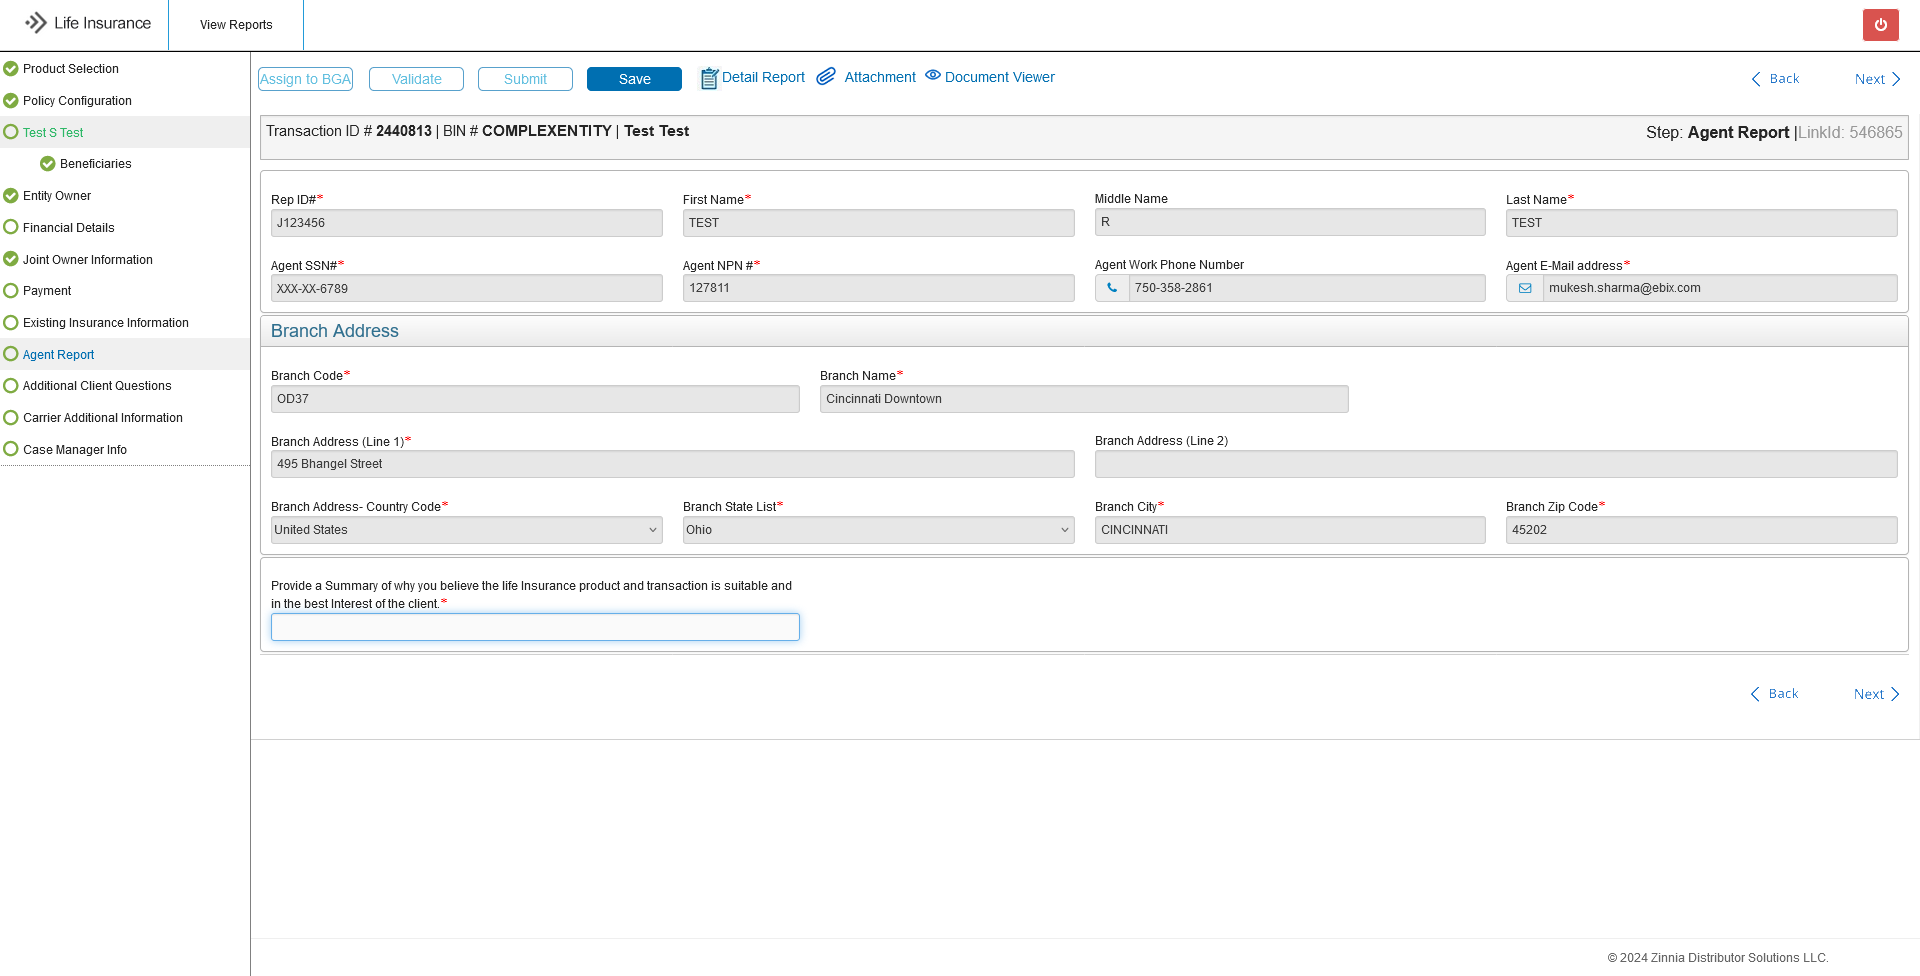 Life Insurance
View Reports
Product Selection
Policy Configuration
Test S Test
Beneficiaries
Entity Owner
Financial Details
Joint Owner Information
Payment
Existing Insurance Information
Agent Report
Additional Client Questions
Carrier Additional Information
Case Manager Info
Assign to BGA Validate Submit Save Detail Report Attachment Document Viewer Back Next
Transaction ID # 2440813 | BIN # COMPLEXENTITY | Test Test
Step: Agent Report |LinkId: 546865
Rep ID#* First Name* Middle Name Last Name*
J123456 TEST R TEST
Agent SSN#* Agent NPN #* Agent Work Phone Number Agent E-Mail address*
XXX-XX-6789 127811 750-358-2861 mukesh.sharma@ebix.com
Branch Address
Branch Code* Branch Name*
OD37 Cincinnati Downtown
Branch Address (Line 1)* Branch Address (Line 2)
495 Bhangel Street
Branch Address- Country Code* Branch State List* Branch City* Branch Zip Code*
United States Ohio CINCINNATI 45202
Provide a Summary of why you believe the life Insurance product and transaction is suitable and
in the best Interest of the client.*
Back Next
© 2024 Zinnia Distributor Solutions LLC.